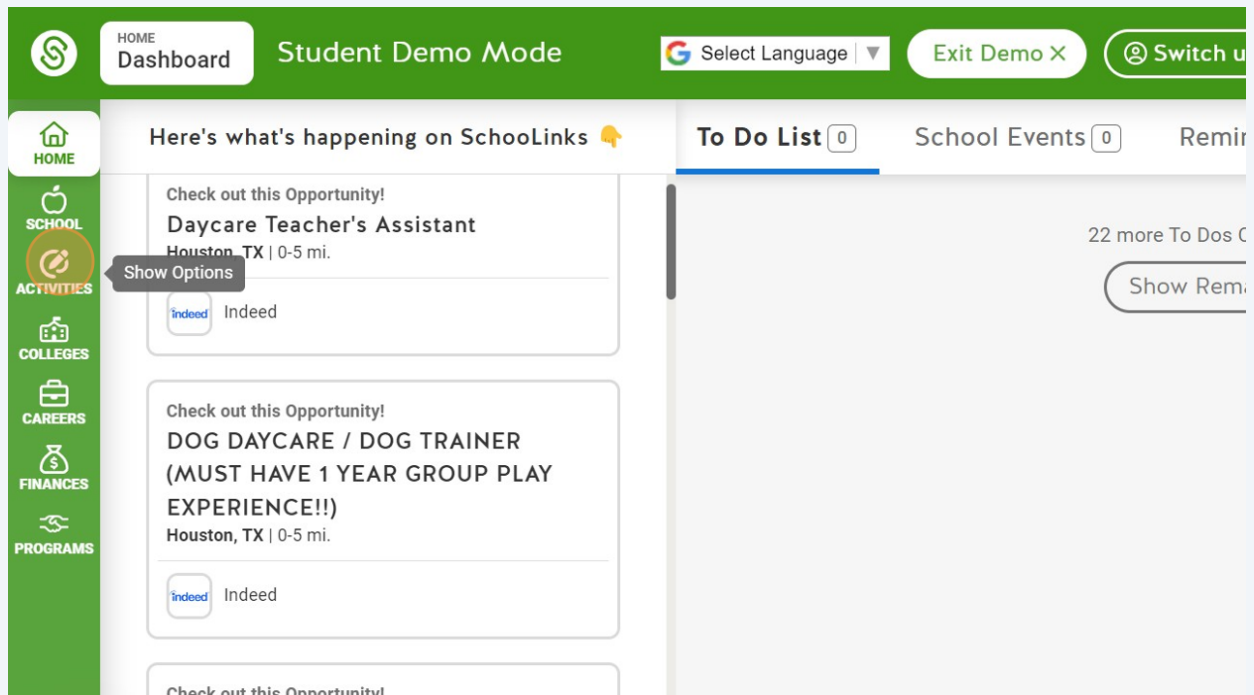 HOME
Dashboard
Student Demo Mode
Select Language
Exit Demo
Switch u
HOME
SCHOOL
ACTIVITIES
Show Options
COLLEGES
CAREERS
FINANCES
PROGRAMS
Here's what's happening on SchooLinks
Check out this Opportunity!
Daycare Teacher's Assistant
Houston, TX | 0-5 mi.
indeed Indeed
Check out this Opportunity!
DOG DAYCARE / DOG TRAINER
(MUST HAVE 1 YEAR GROUP PLAY
EXPERIENCE!!)
Houston, TX | 0-5 mi.
indeed Indeed
Check out this Opportunity!
To Do List 0
School Events 0
Remin
22 more To Dos
Show Rema